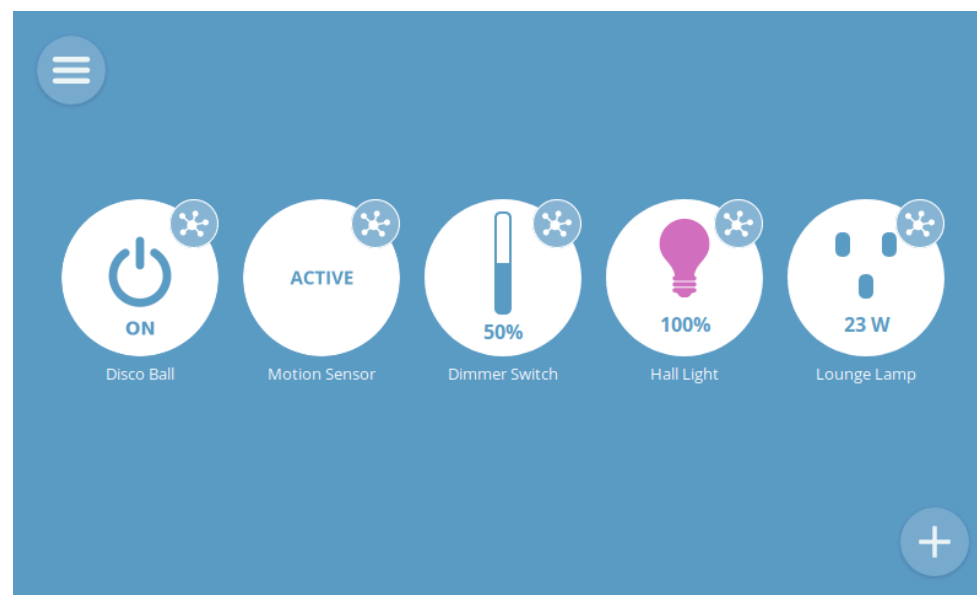 ON
ACTIVE
50%
100%
23 W
Disco Ball
Motion Sensor
Dimmer Switch
Hall Light
Lounge Lamp